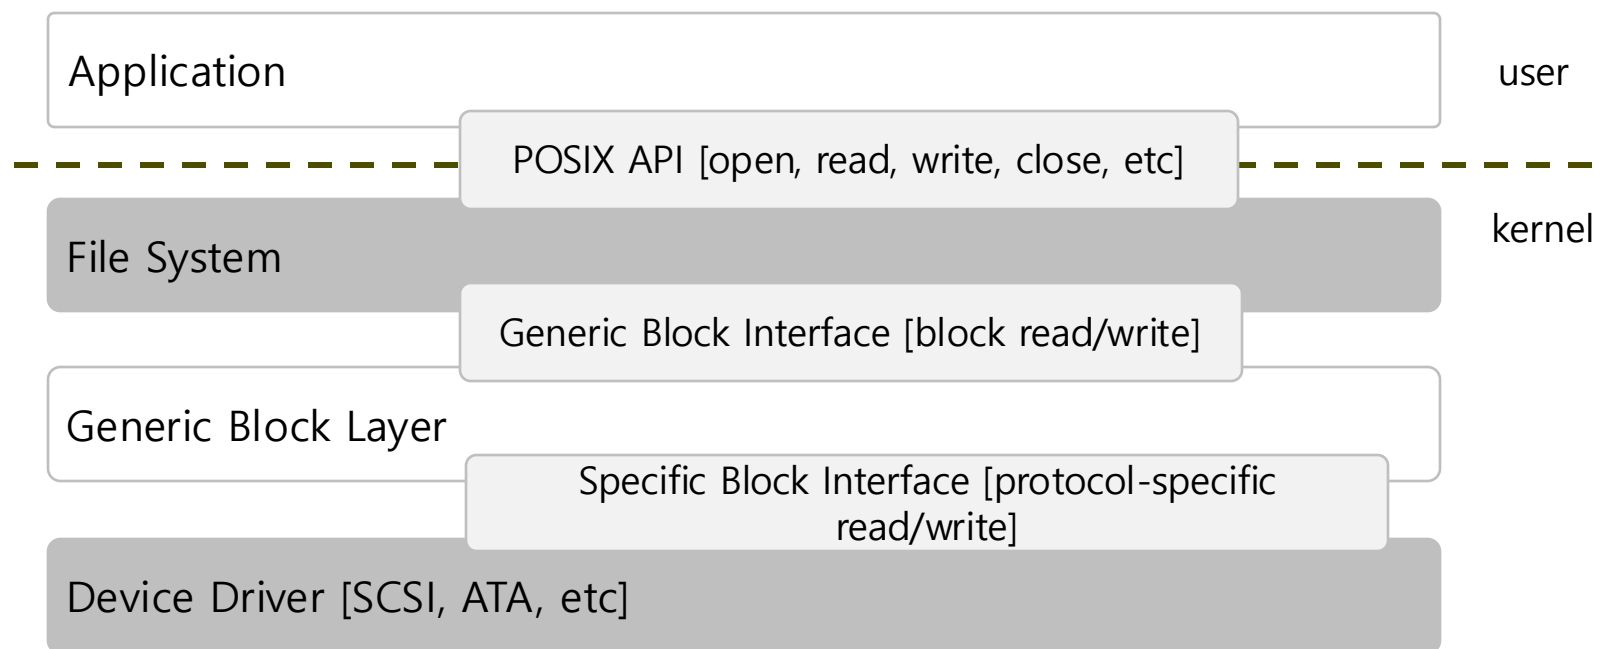 Application
user
POSIX API [open, read, write, close, etc]
kernel
File System
Generic Block Interface [block read/write]
Generic Block Layer
Specific Block Interface [protocol-specific
read/write]
Device Driver [SCSI, ATA, etc]